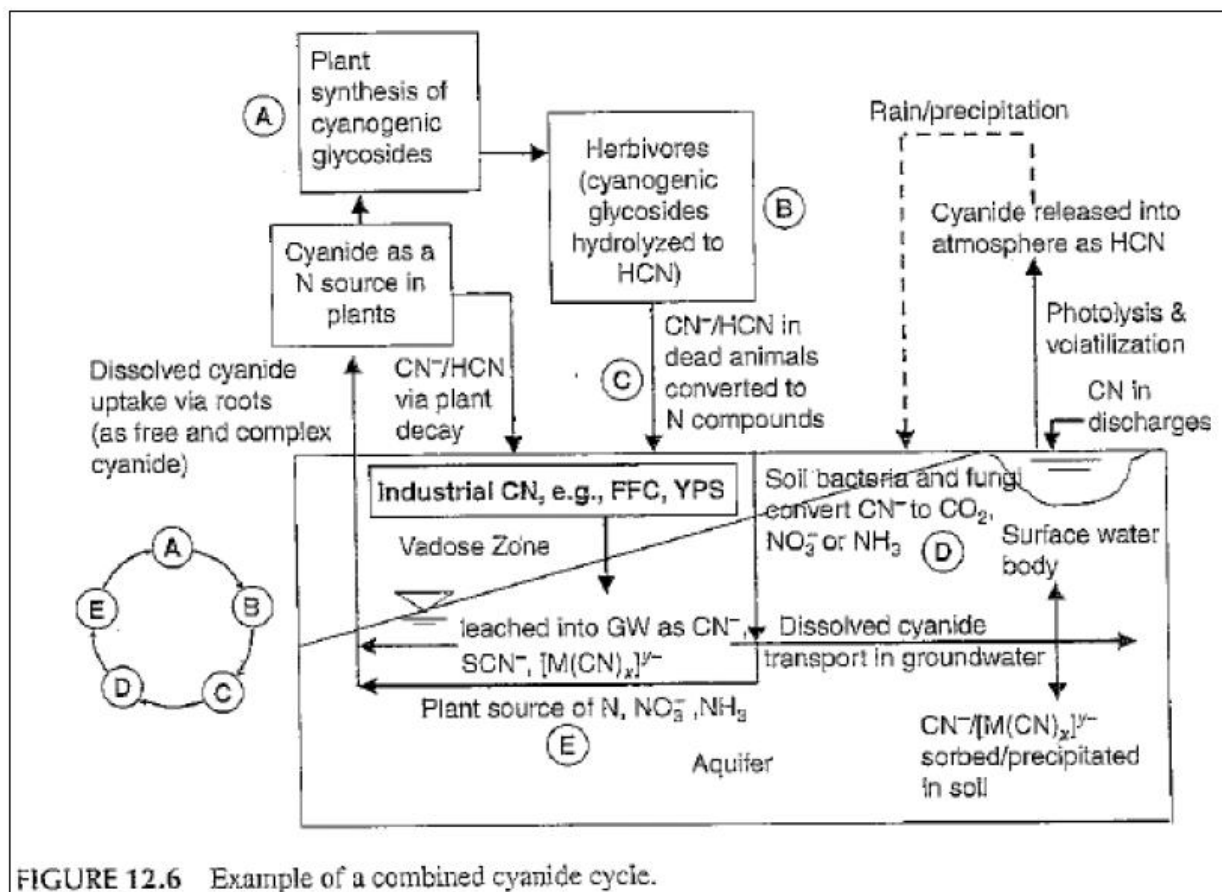 Plant
synthesis of
cyanogenic
glycosides
A
Herbivores
(cyanogenic
glycosides
hydrolyzed to
HCN)
B
Rain/precipitation
Cyanide released into
atmosphere as HCN
Cyanide as a
N source in
plants
Photolysis &
volatilization
CN in
discharges
Dissolved cyanide
uptake via roots
(as free and complex
cyanide)
CN⁻/HCN
via plant
decay
C
CN⁻/HCN in
dead animals
converted to
N compounds
Industrial CN, e.g., FFC, YPS
Vadose Zone
Soil bacteria and fungi
convert CN⁻ to CO₂,
NO₃⁻ or NH₃
D
Surface water
body
A
B
C
D
E
leached into GW as CN⁻,
SCN⁻, [M(CN)ₓ]ʸ⁻
Dissolved cyanide
transport in groundwater
Plant source of N, NO₃⁻, NH₃
E
Aquifer
CN⁻/[M(CN)ₓ]ʸ⁻
sorbed/precipitated
in soil
FIGURE 12.6 Example of a combined cyanide cycle.